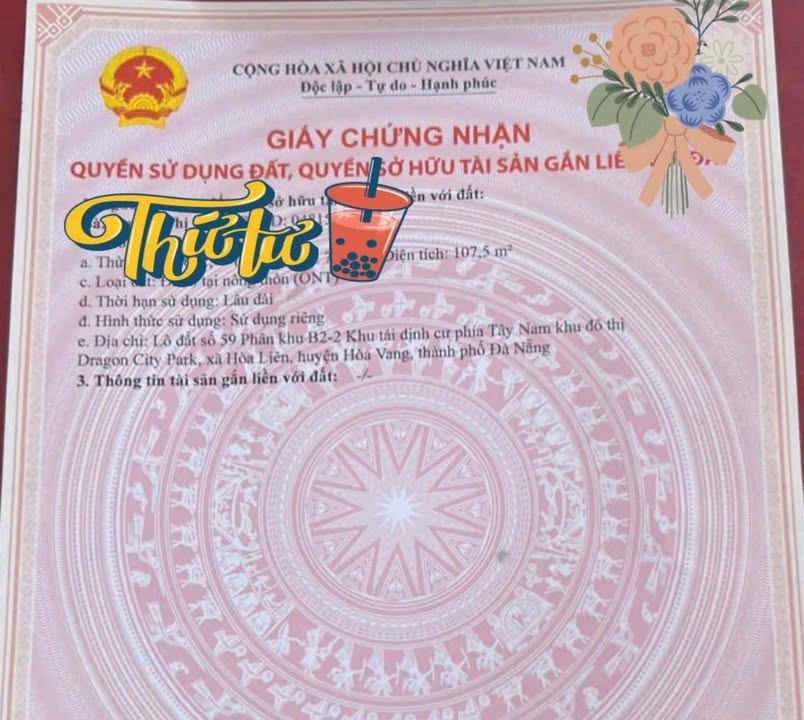 CỘNG HÒA XÃ HỘI CHỦ NGHĨA VIỆT NAM
Độc lập - Tự do - Hạnh phúc
GIẤY CHỨNG NHẬN
QUYỀN SỬ DỤNG ĐẤT, QUYỀN SỞ HỮU TÀI SẢN GẮN
sở hữu với đất:
Thứ tư
a. Diện tích: 107,5 m²
c. Loại tại nông thôn (ONT)
d. Thời hạn sử dụng: Lâu dài
đ. Hình thức sử dụng: Sử dụng riêng
e. Địa chỉ: Lô đất số 59 Phân khu B2-2 Khu tái định cư phía Tây Nam khu đô thị
Dragon City Park, xã Hòa Liên, huyện Hòa Vang, thành phố Đà Nẵng
3. Thông tin tài sản gắn liền với đất: -/-